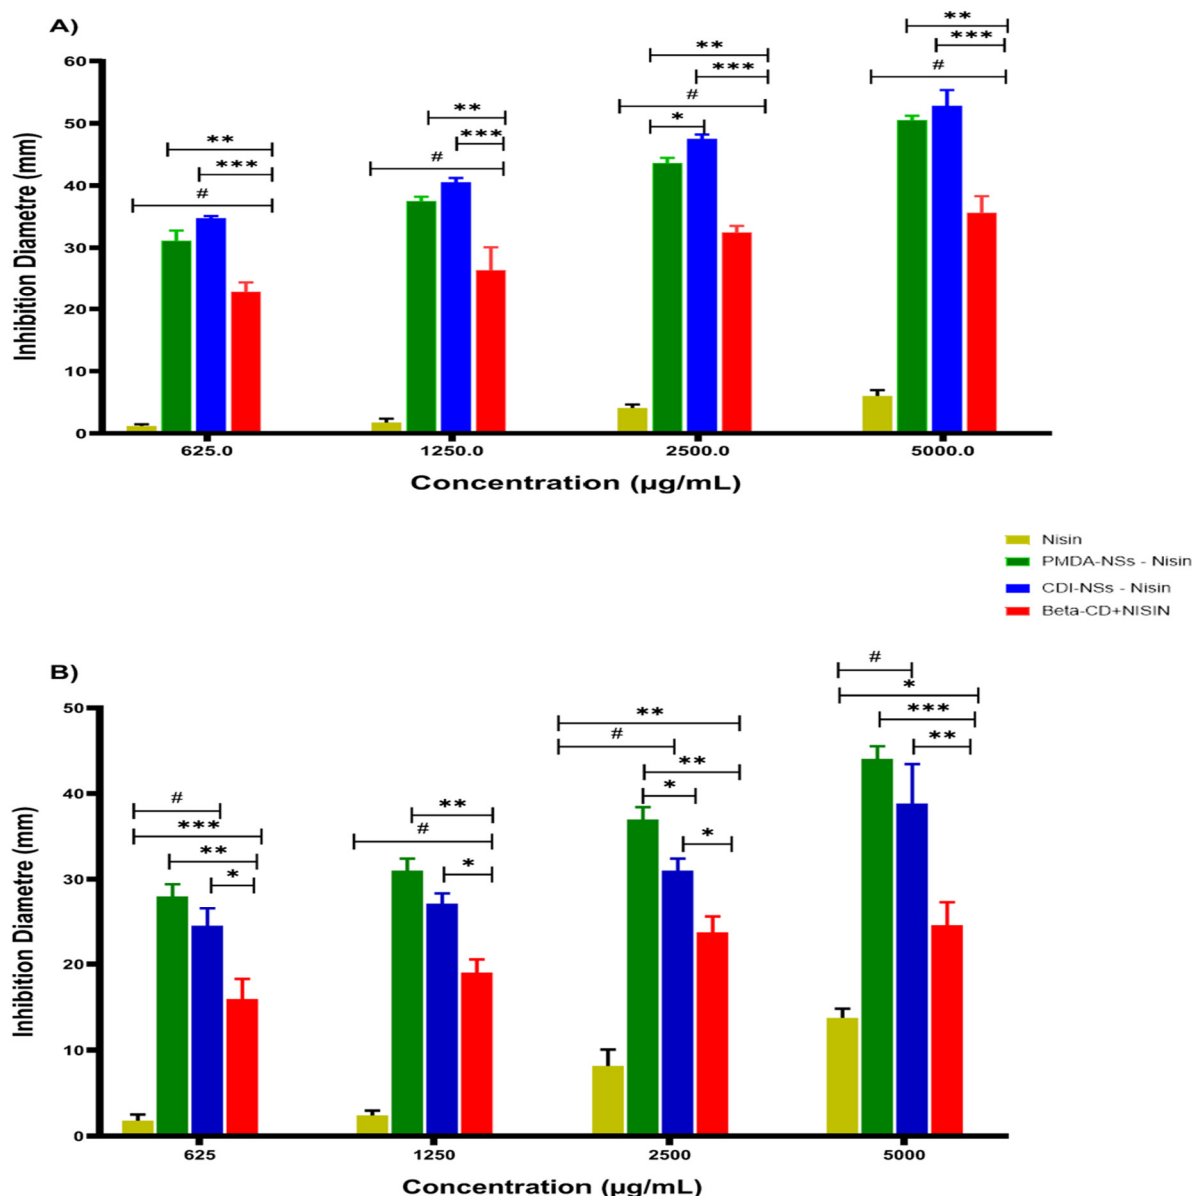 A)
Inhibition Diametre (mm)
60
50
40
30
20
10
0
** *** #
** *** #
** *** # *
** *** #
625.0 1250.0 2500.0 5000.0
Concentration (µg/mL)
Nisin
PMDA-NSs - Nisin
CDI-NSs - Nisin
Beta-CD+NISIN
B)
Inhibition Diametre (mm)
50
40
30
20
10
0
# *** ** *
** # *
** # ** * *
# * *** **
625 1250 2500 5000
Concentration (µg/mL)